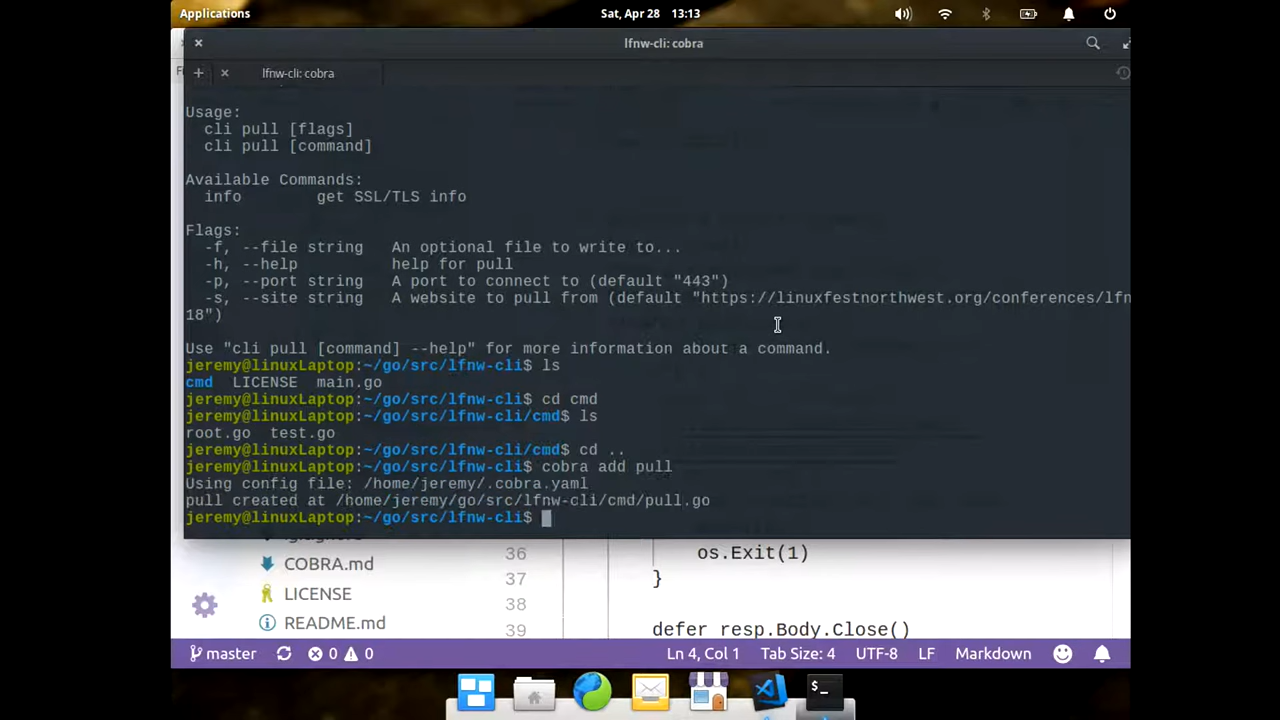 Applications
Sat, Apr 28 13:13
lfnw-cli: cobra
lfnw-cli: cobra
Usage:
cli pull [flags]
cli pull [command]
Available Commands:
info get SSL/TLS info
Flags:
-f, --file string An optional file to write to...
-h, --help help for pull
-p, --port string A port to connect to (default "443")
-s, --site string A website to pull from (default "https://linuxfestnorthwest.org/conferences/lfn
18")
Use "cli pull [command] --help" for more information about a command.
jeremy@linuxLaptop:~/go/src/lfnw-cli$ ls
cmd LICENSE main.go
jeremy@linuxLaptop:~/go/src/lfnw-cli$ cd cmd
jeremy@linuxLaptop:~/go/src/lfnw-cli/cmd$ ls
root.go test.go
jeremy@linuxLaptop:~/go/src/lfnw-cli/cmd$ cd ..
jeremy@linuxLaptop:~/go/src/lfnw-cli$ cobra add pull
Using config file: /home/jeremy/.cobra.yaml
pull created at /home/jeremy/go/src/lfnw-cli/cmd/pull.go
jeremy@linuxLaptop:~/go/src/lfnw-cli$
36 os.Exit(1)
COBRA.md
37 }
LICENSE
38
README.md
39 defer resp.Body.Close()
master 0 0 Ln 4, Col 1 Tab Size: 4 UTF-8 LF Markdown